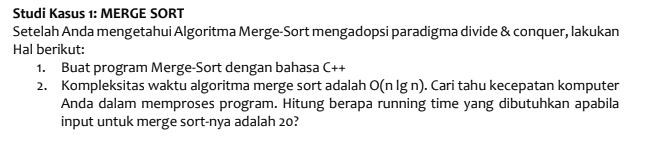 Studi Kasus 1: MERGE SORT
Setelah Anda mengetahui Algoritma Merge-Sort mengadopsi paradigma divide & conquer, lakukan
Hal berikut:
1. Buat program Merge-Sort dengan bahasa C++
2. Kompleksitas waktu algoritma merge sort adalah O(n lg n). Cari tahu kecepatan komputer
Anda dalam memproses program. Hitung berapa running time yang dibutuhkan apabila
input untuk merge sort-nya adalah 20?